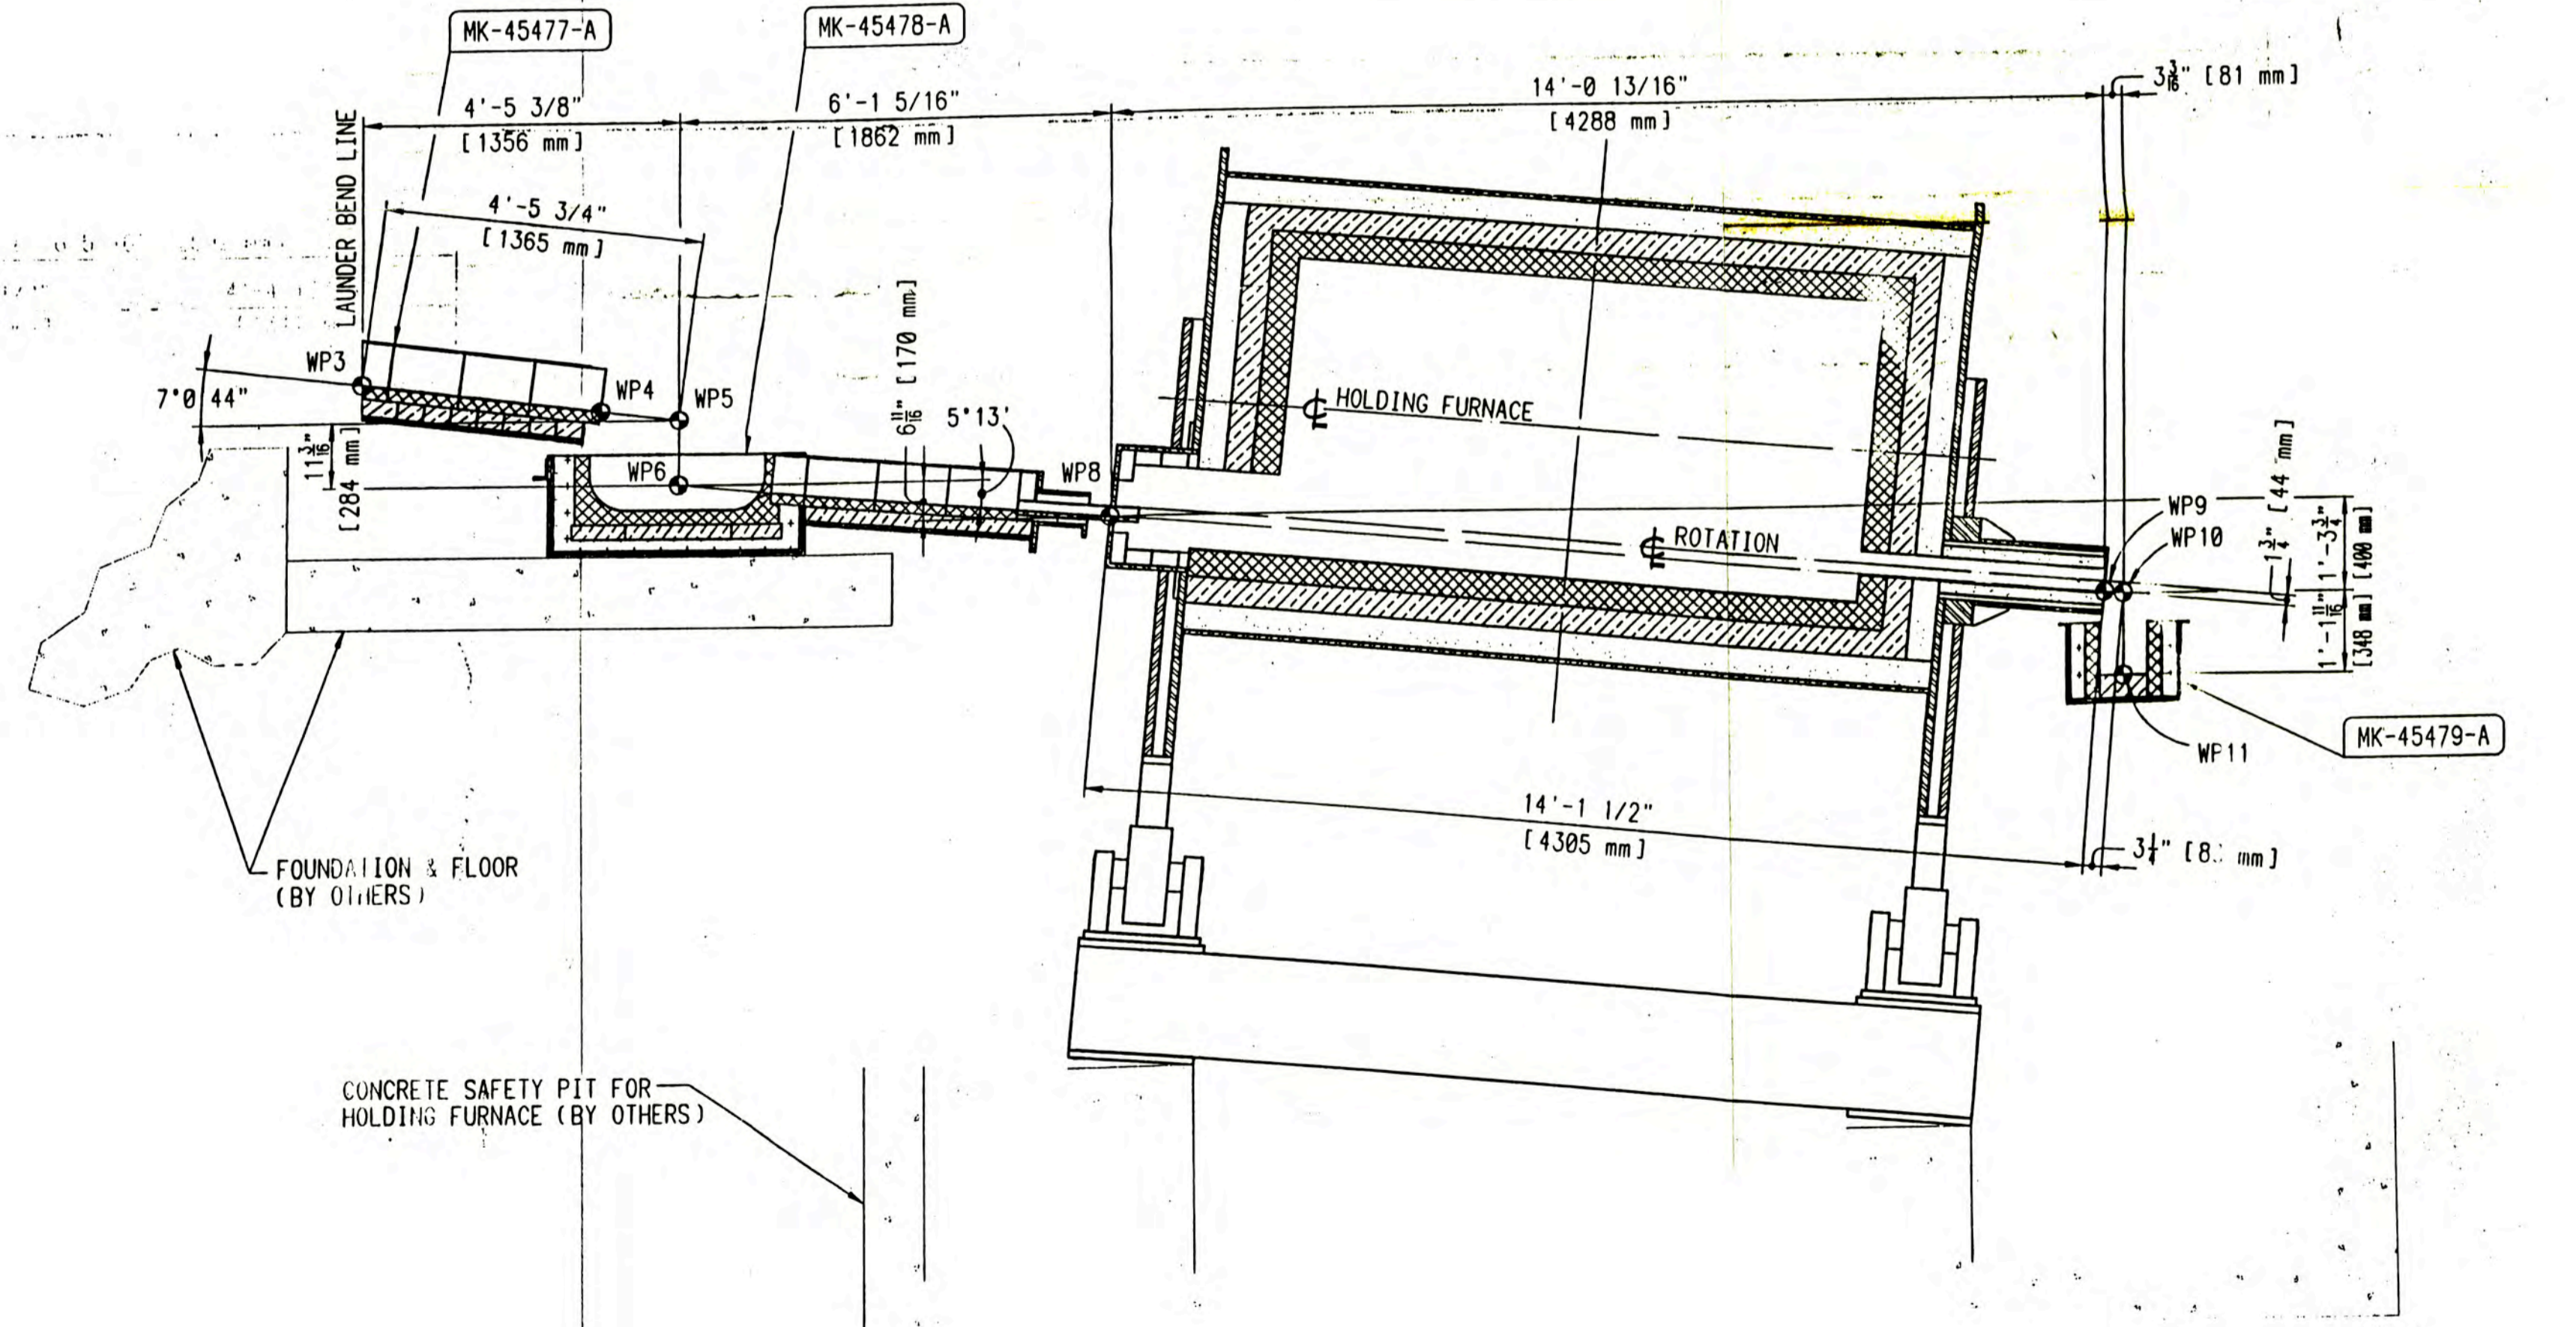 MK-45477-A
MK-45478-A
4'-5 3/8"
[1356 mm]
6'-1 5/16"
[1862 mm]
14'-0 13/16"
[4288 mm]
3 3/16" [81 mm]
LAUNDER BEND LINE
4'-5 3/4"
[1365 mm]
WP3
WP4
WP5
7°0'44"
11 3/16"
[284 mm]
6 11/16" [170 mm]
5°13'
WP6
WP8
HOLDING FURNACE
ROTATION
WP9
WP10
1 3/4" [44 mm]
1'-3 3/4"
[400 mm]
1'-1 11/16"
[348 mm]
WP11
MK-45479-A
14'-1 1/2"
[4305 mm]
3 1/4" mm]
FOUNDATION & FLOOR
(BY OTHERS)
CONCRETE SAFETY PIT FOR
HOLDING FURNACE (BY OTHERS)